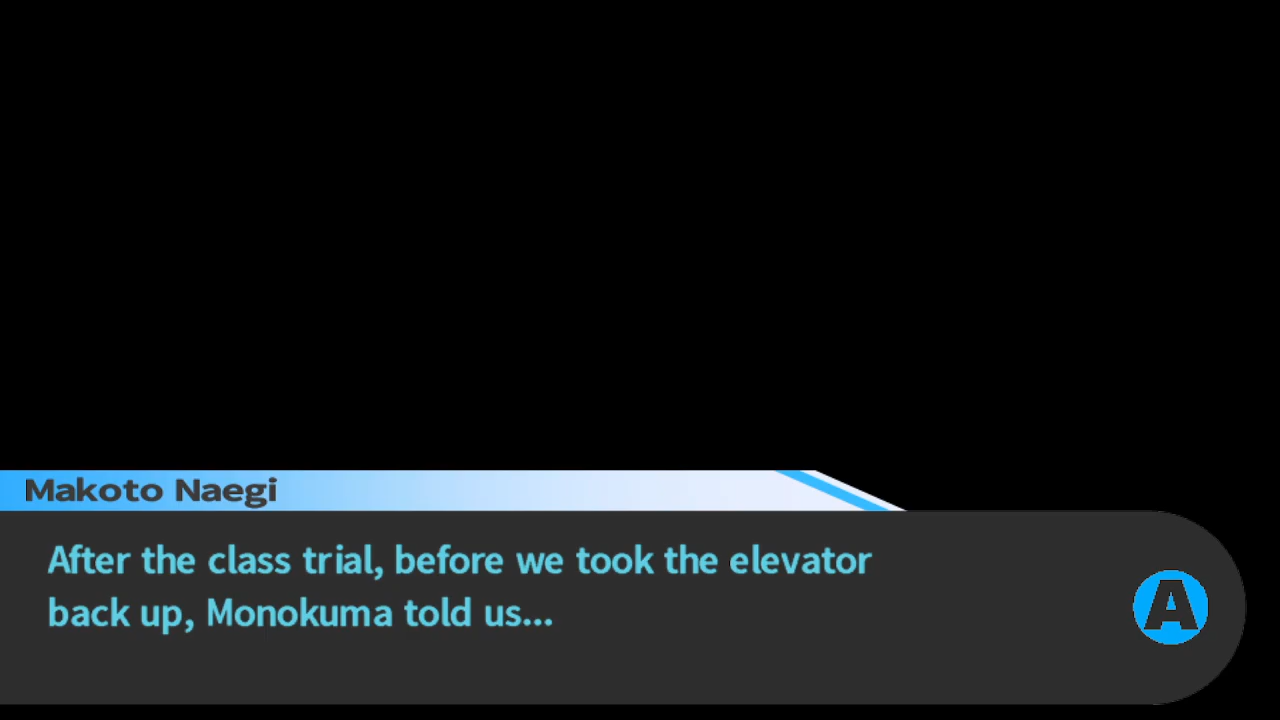 Makoto Naegi
After the class trial, before we took the elevator
back up, Monokuma told us...
A